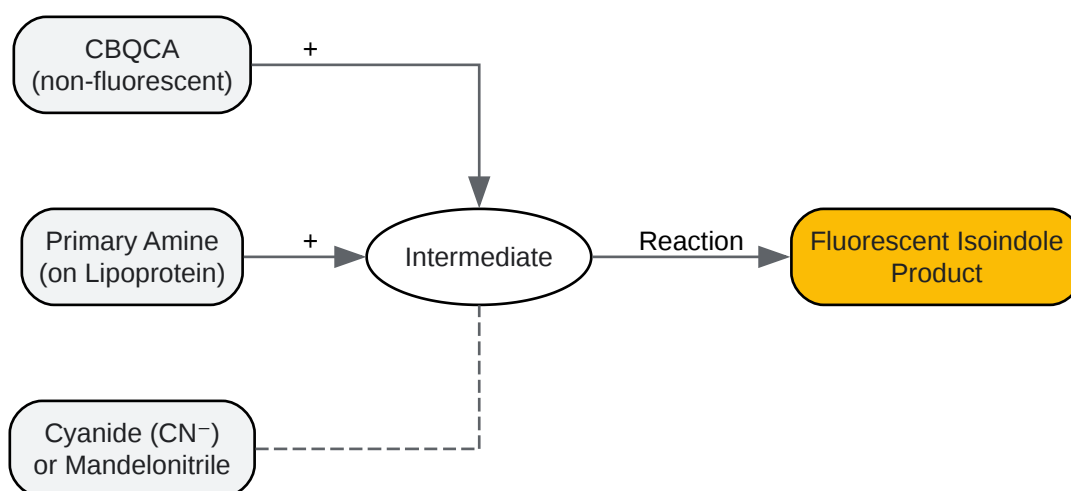 CBQCA
(non-fluorescent)
+
Primary Amine
(on Lipoprotein)
+
Intermediate
Reaction
Fluorescent Isoindole
Product
Cyanide (CN⁻)
or Mandelonitrile